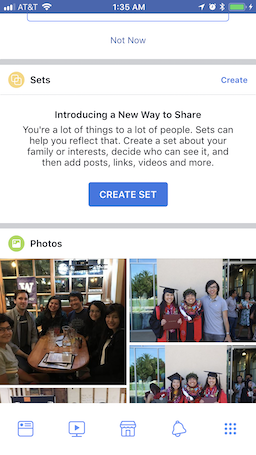 AT&T 1:35 AM
Not Now
Sets Create
Introducing a New Way to Share
You're a lot of things to a lot of people. Sets can
help you reflect that. Create a set about your
family or interests, decide who can see it, and
then add posts, links, videos and more.
CREATE SET
Photos